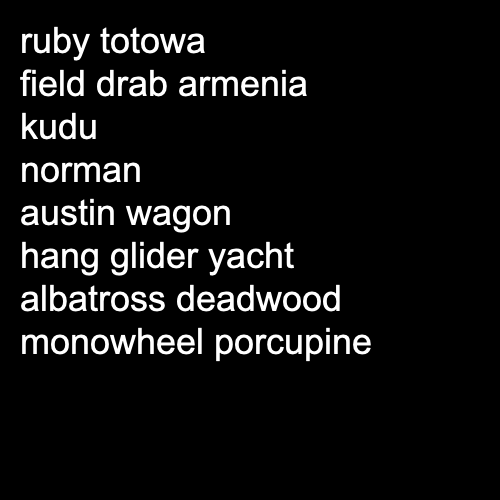 ruby totowa
field drab armenia
kudu
norman
austin wagon
hang glider yacht
albatross deadwood
monowheel porcupine